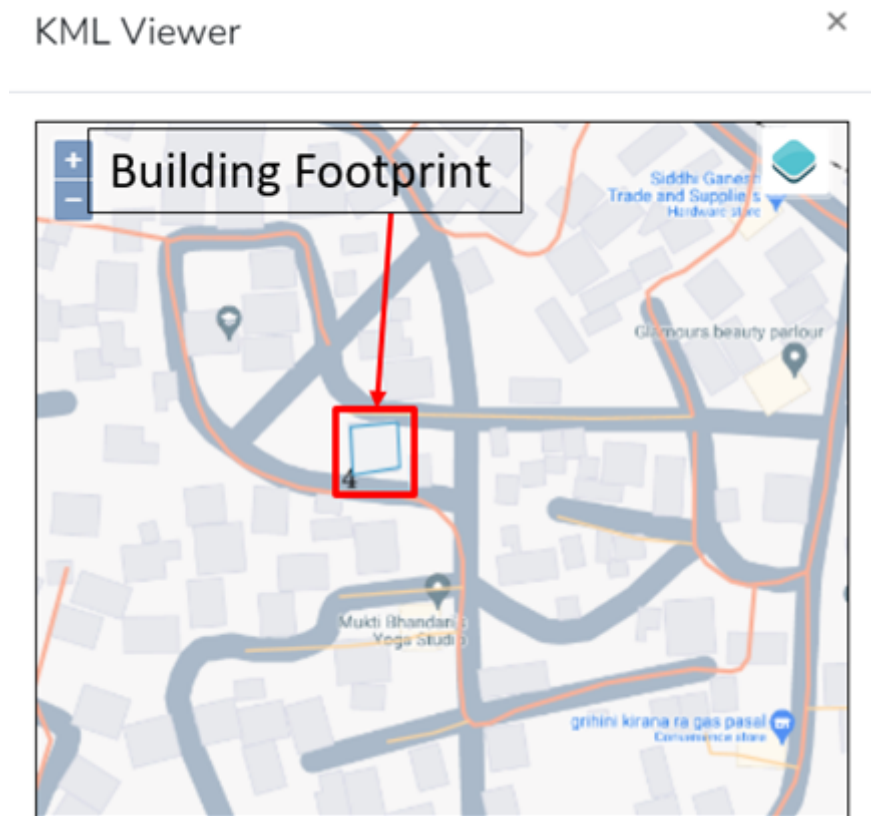 KML Viewer
×
+
Building Footprint
−
Siddhi Ganesh
Trade and Suppliers
Hardware store
Glamours beauty parlour
4
Mukti Bhandari's
Yoga Studio
grihini kirana ra gas pasal
Convenience store